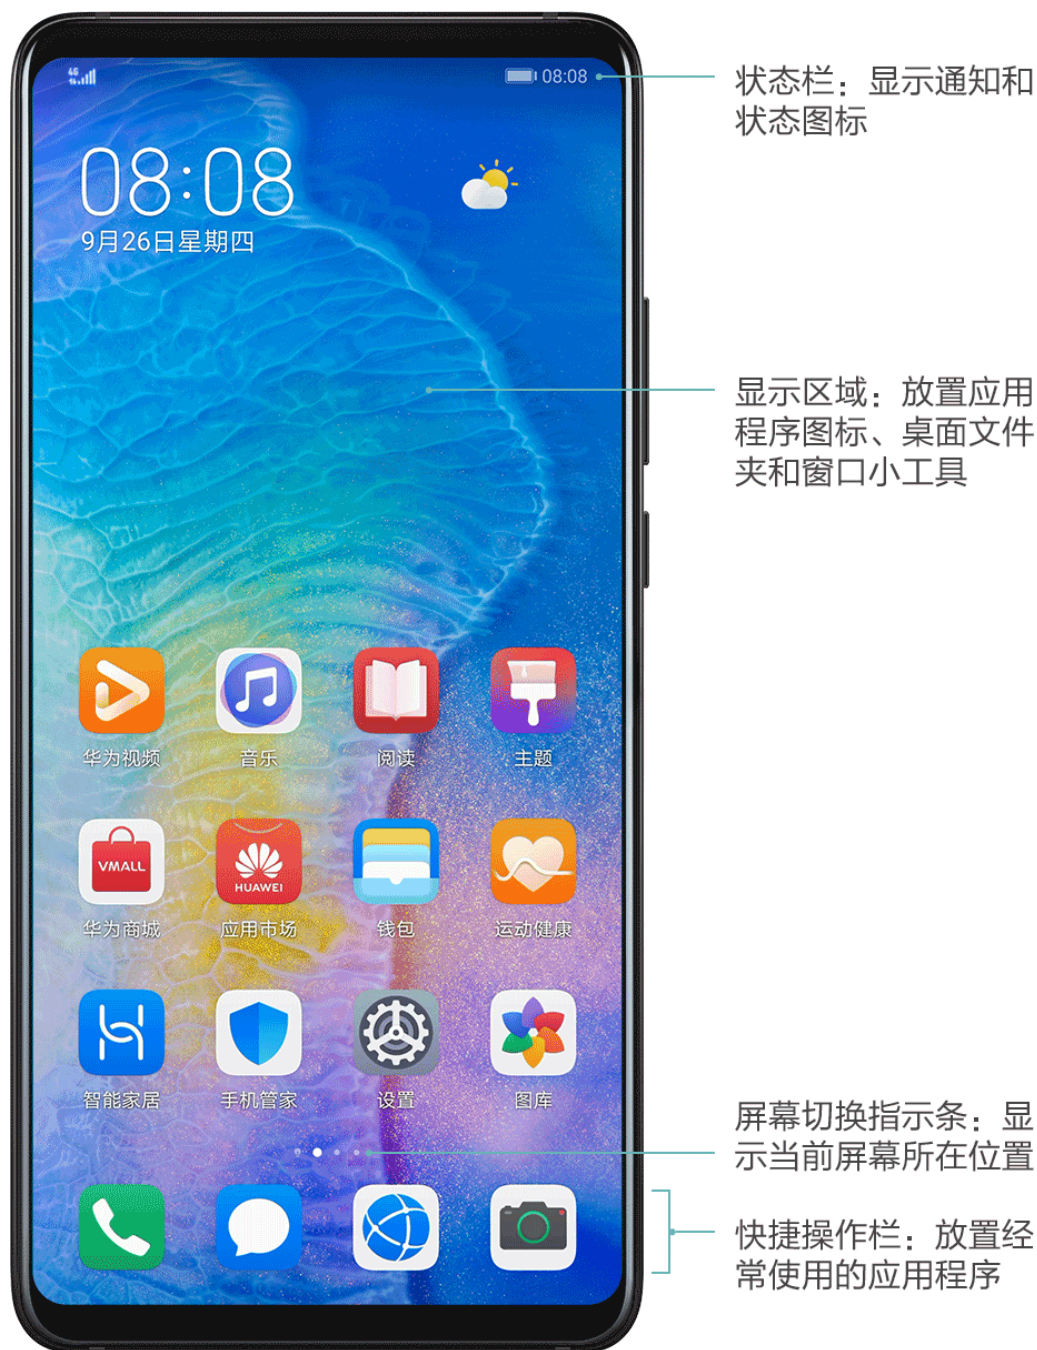 4G
08:08
状态栏：显示通知和
状态图标
08:08
9月26日星期四
显示区域：放置应用
程序图标、桌面文件
夹和窗口小工具
华为视频
音乐
阅读
主题
VMALL
HUAWEI
华为商城
应用市场
钱包
运动健康
智能家居
手机管家
设置
图库
屏幕切换指示条：显
示当前屏幕所在位置
快捷操作栏：放置经
常使用的应用程序